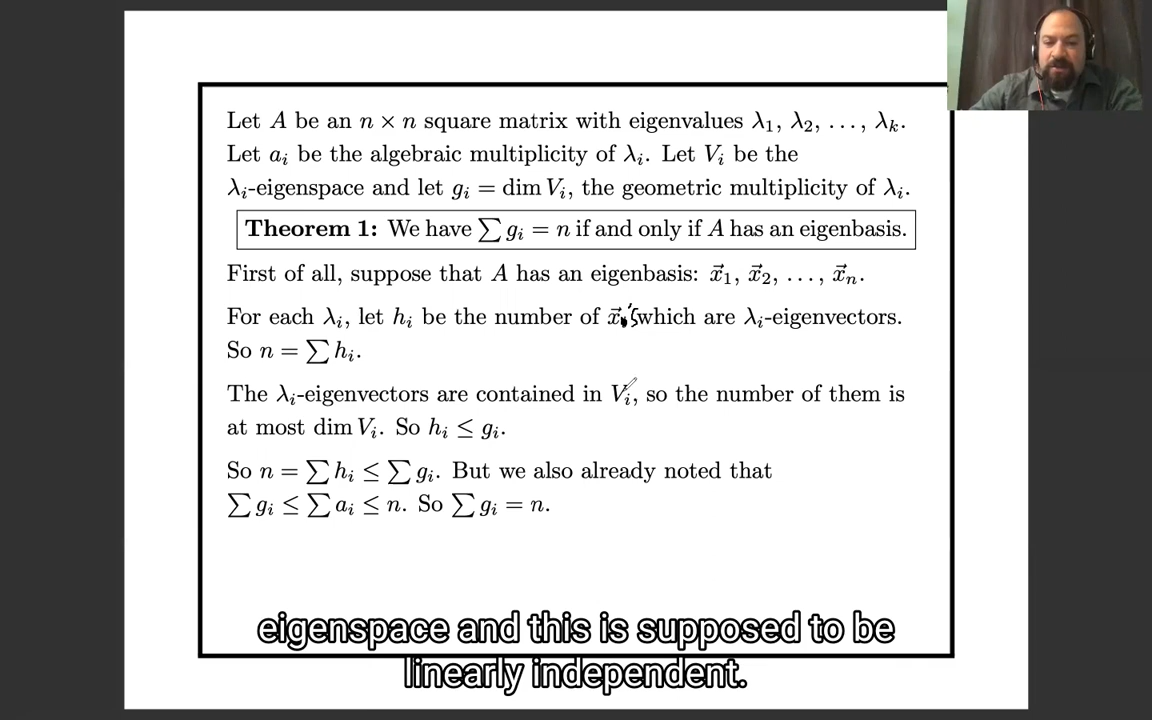 Let A be an n × n square matrix with eigenvalues λ₁, λ₂, …, λₖ.
Let aᵢ be the algebraic multiplicity of λᵢ. Let Vᵢ be the
λᵢ-eigenspace and let gᵢ = dim Vᵢ, the geometric multiplicity of λᵢ.
Theorem 1: We have ∑ gᵢ = n if and only if A has an eigenbasis.
First of all, suppose that A has an eigenbasis: x⃗₁, x⃗₂, …, x⃗ₙ.
For each λᵢ, let hᵢ be the number of x⃗'s which are λᵢ-eigenvectors.
So n = ∑ hᵢ.
The λᵢ-eigenvectors are contained in Vᵢ, so the number of them is
at most dim Vᵢ. So hᵢ ≤ gᵢ.
So n = ∑ hᵢ ≤ ∑ gᵢ. But we also already noted that
∑ gᵢ ≤ ∑ aᵢ ≤ n. So ∑ gᵢ = n.
eigenspace and this is supposed to be
linearly independent.